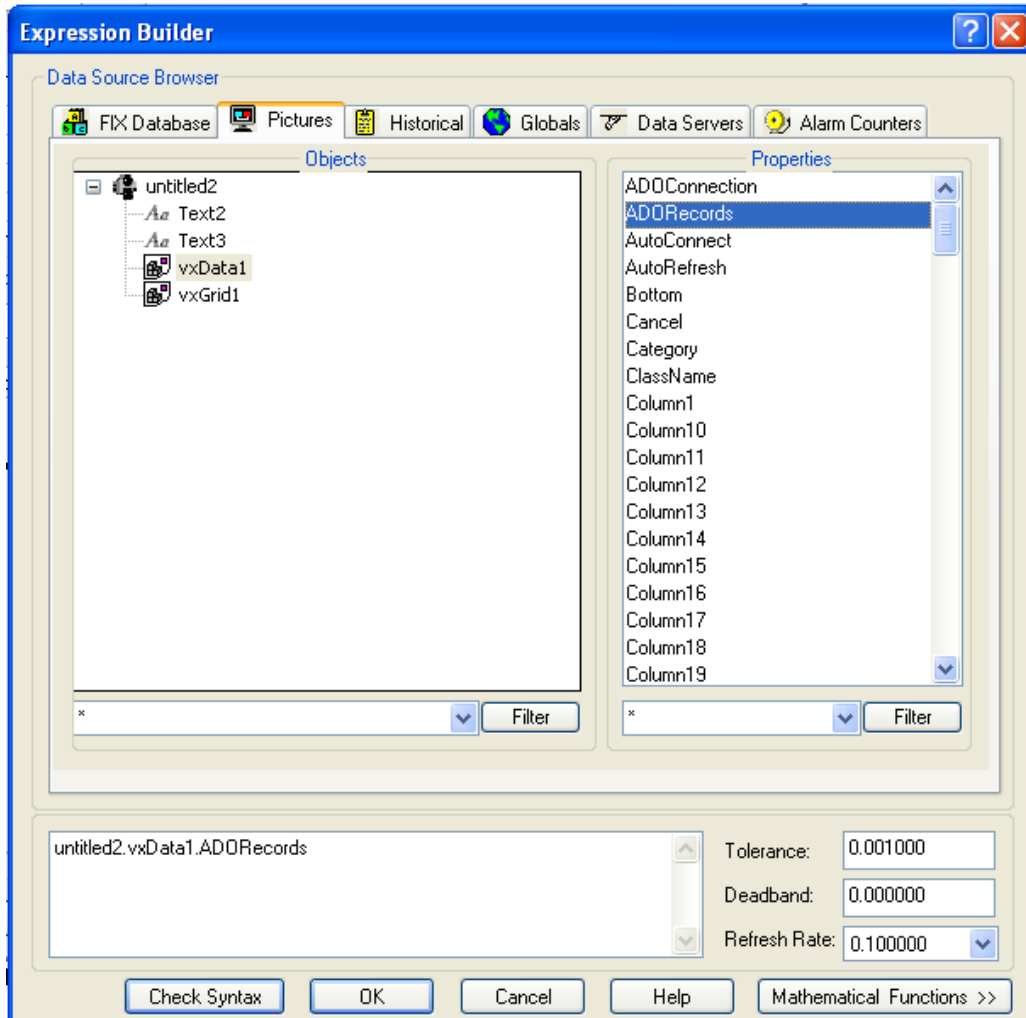 Expression Builder
Data Source Browser
FIX Database Pictures Historical Globals Data Servers Alarm Counters
Objects
untitled2
Text2
Text3
vxData1
vxGrid1
* Filter
Properties
ADOConnection
ADORecords
AutoConnect
AutoRefresh
Bottom
Cancel
Category
ClassName
Column1
Column10
Column11
Column12
Column13
Column14
Column15
Column16
Column17
Column18
Column19
* Filter
untitled2.vxData1.ADORecords
Tolerance: 0.001000
Deadband: 0.000000
Refresh Rate: 0.100000
Check Syntax OK Cancel Help Mathematical Functions >>